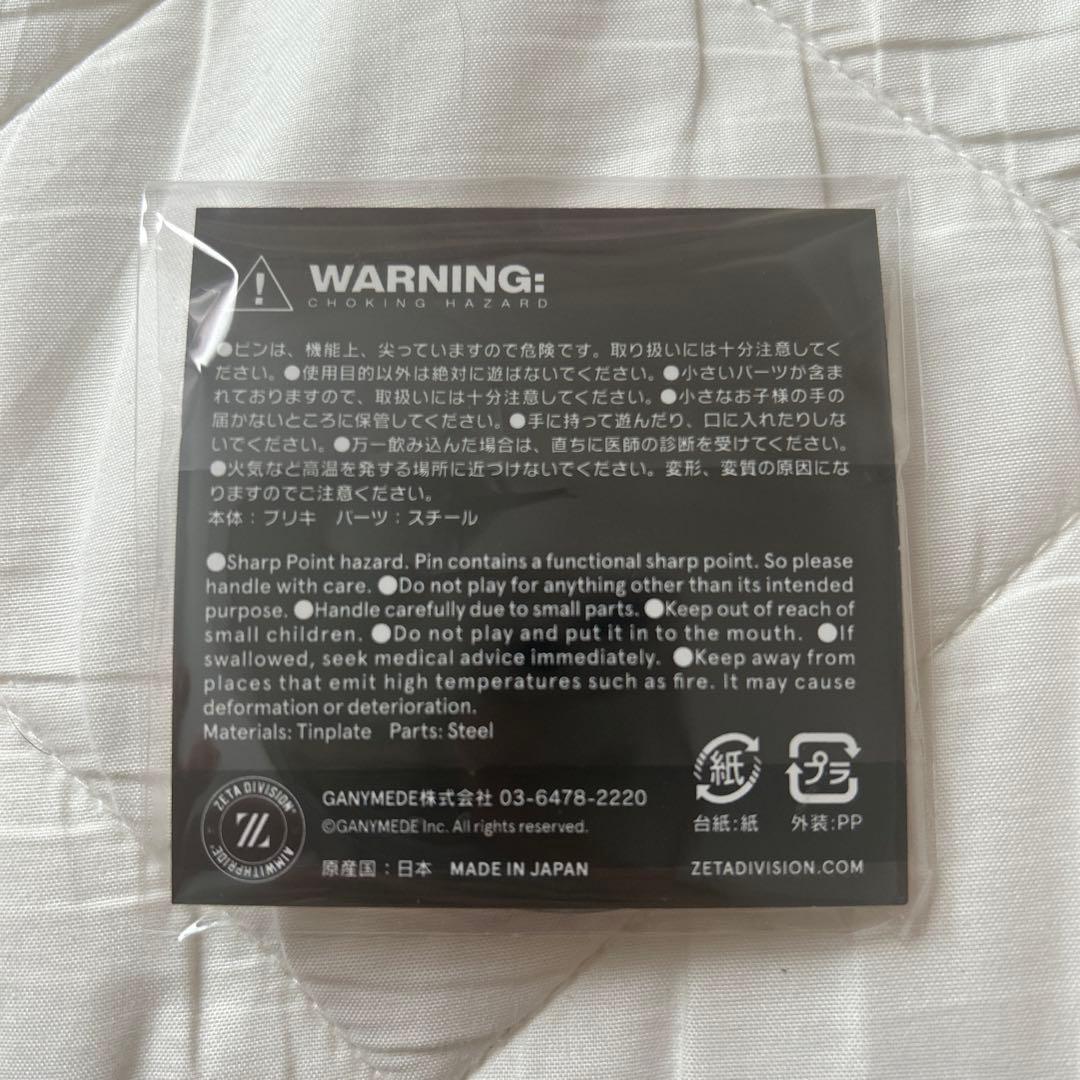 WARNING:
CHOKING HAZARD
●ピンは、機能上、尖っていますので危険です。取り扱いには十分注意してく
ださい。●使用目的以外は絶対に遊ばないでください。●小さいパーツが含ま
れておりますので、取扱いには十分注意してください。●小さなお子様の手の
届かないところに保管してください。●手に持って遊んだり、口に入れたりしな
いでください。●万一飲み込んだ場合は、直ちに医師の診断を受けてください。
●火気など高温を発する場所に近づけないでください。変形、変質の原因にな
りますのでご注意ください。
本体：ブリキ　パーツ：スチール
●Sharp Point hazard. Pin contains a functional sharp point. So please
handle with care. ●Do not play for anything other than its intended
purpose. ●Handle carefully due to small parts. ●Keep out of reach of
small children. ●Do not play and put it in to the mouth. ●If
swallowed, seek medical advice immediately. ●Keep away from
places that emit high temperatures such as fire. It may cause
deformation or deterioration.
Materials: Tinplate Parts: Steel
紙 プラ
台紙:紙 外装:PP
ZETA DIVISION
AIMWITHPRIDE
GANYMEDE株式会社 03-6478-2220
©GANYMEDE Inc. All rights reserved.
原産国：日本 MADE IN JAPAN
ZETADIVISION.COM